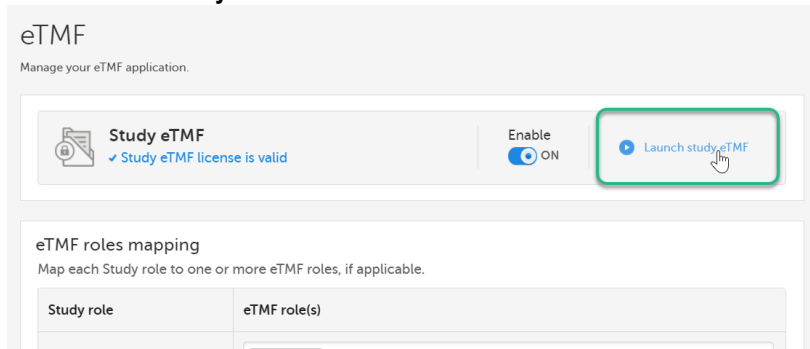 eTMF
Manage your eTMF application.
Study eTMF
✓ Study eTMF license is valid
Enable
ON
Launch study eTMF
eTMF roles mapping
Map each Study role to one or more eTMF roles, if applicable.
Study role eTMF role(s)